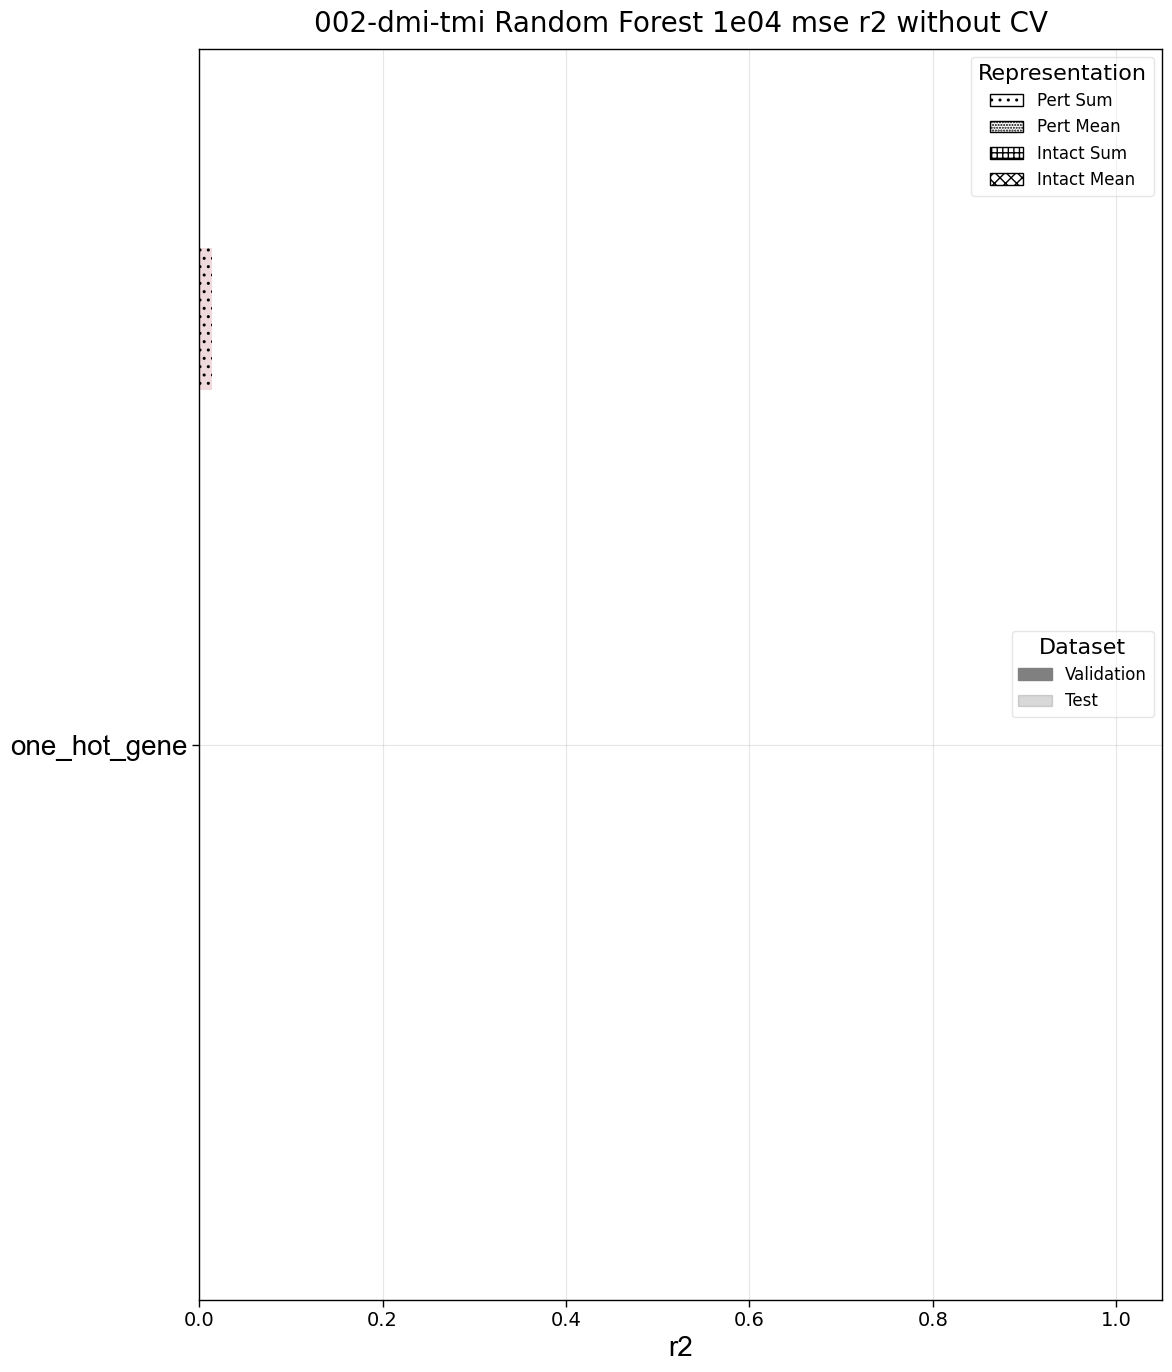 002-dmi-tmi Random Forest 1e04 mse r2 without CV
Representation
Pert Sum
Pert Mean
Intact Sum
Intact Mean
Dataset
Validation
Test
one_hot_gene
0.0 0.2 0.4 0.6 0.8 1.0
r2